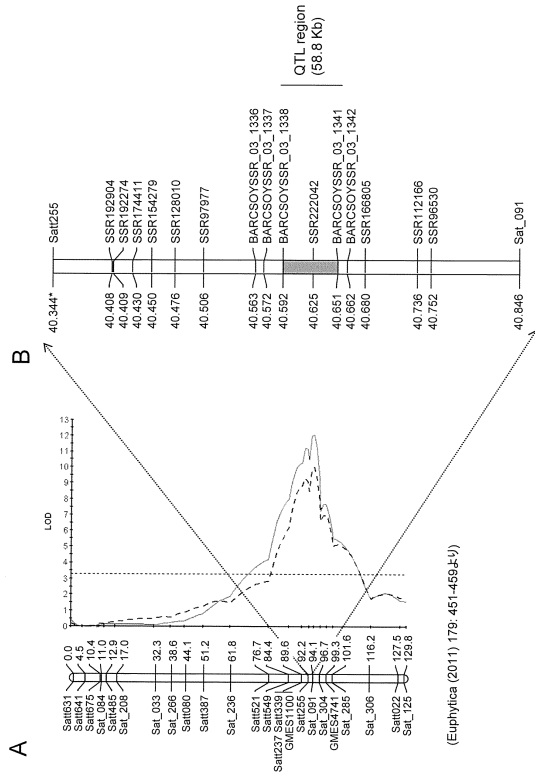 A
Satt631 0.0
Satt641 4.5
Satt675 10.4
Sat_084 11.0
Satt485 12.9
Sat_208 17.0
Sat_033 32.3
Sat_266 38.6
Satt080 44.1
Satt387 51.2
Sat_236 61.8
Satt521 76.7
Satt549 84.4
Satt237 Satt339
GMES1100 89.6
Satt255 92.2
Sat_091 94.1
Sat_304 96.7
GMES4741 99.3
Sat_285 101.6
Sat_306 116.2
Satt022 127.5
Sat_125 129.8
LOD
0 1 2 3 4 5 6 7 8 9 10 11 12 13
(Euphytica (2011) 179: 451-459より)
B
40.344* Satt255
40.408 SSR192904
40.409 SSR192274
40.430 SSR174411
40.450 SSR154279
40.476 SSR128010
40.506 SSR97977
40.563 BARCSOYSSR_03_1336
40.572 BARCSOYSSR_03_1337
40.592 BARCSOYSSR_03_1338
40.625 SSR222042
40.651 BARCSOYSSR_03_1341
40.662 BARCSOYSSR_03_1342
40.680 SSR166805
40.736 SSR112166
40.752 SSR96530
40.846 Sat_091
QTL region
(58.8 Kb)